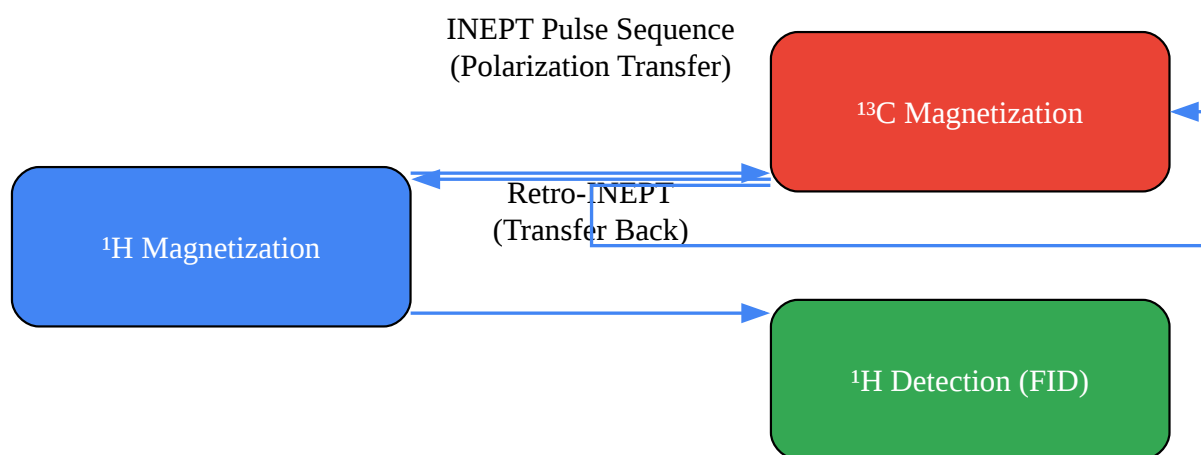 INEPT Pulse Sequence
(Polarization Transfer)
¹³C Magnetization
Retro-INEPT
(Transfer Back)
¹H Magnetization
¹H Detection (FID)